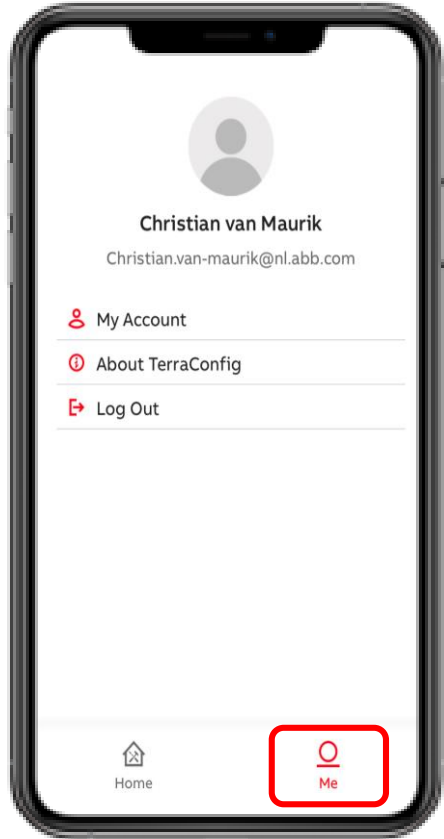 Christian van Maurik
Christian.van-maurik@nl.abb.com
My Account
About TerraConfig
Log Out
Home
Me